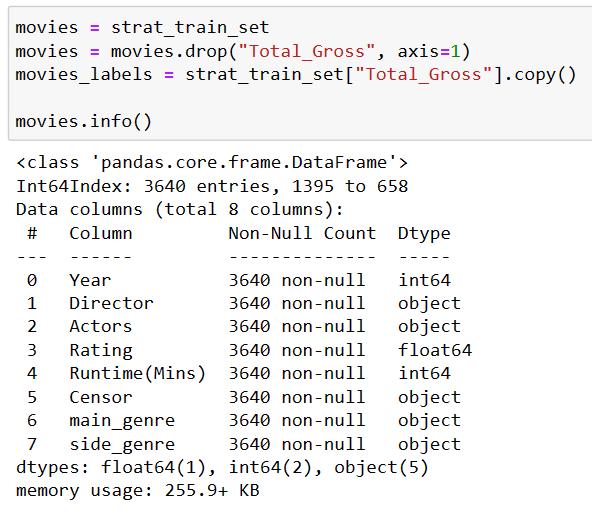 movies = strat_train_set
movies = movies.drop("Total_Gross", axis=1)
movies_labels = strat_train_set["Total_Gross"].copy()
movies.info()
<class 'pandas.core.frame.DataFrame'>
Int64Index: 3640 entries, 1395 to 658
Data columns (total 8 columns):
 #   Column         Non-Null Count  Dtype
---  ------         --------------  -----
 0   Year           3640 non-null   int64
 1   Director       3640 non-null   object
 2   Actors         3640 non-null   object
 3   Rating         3640 non-null   float64
 4   Runtime(Mins)  3640 non-null   int64
 5   Censor         3640 non-null   object
 6   main_genre     3640 non-null   object
 7   side_genre     3640 non-null   object
dtypes: float64(1), int64(2), object(5)
memory usage: 255.9+ KB